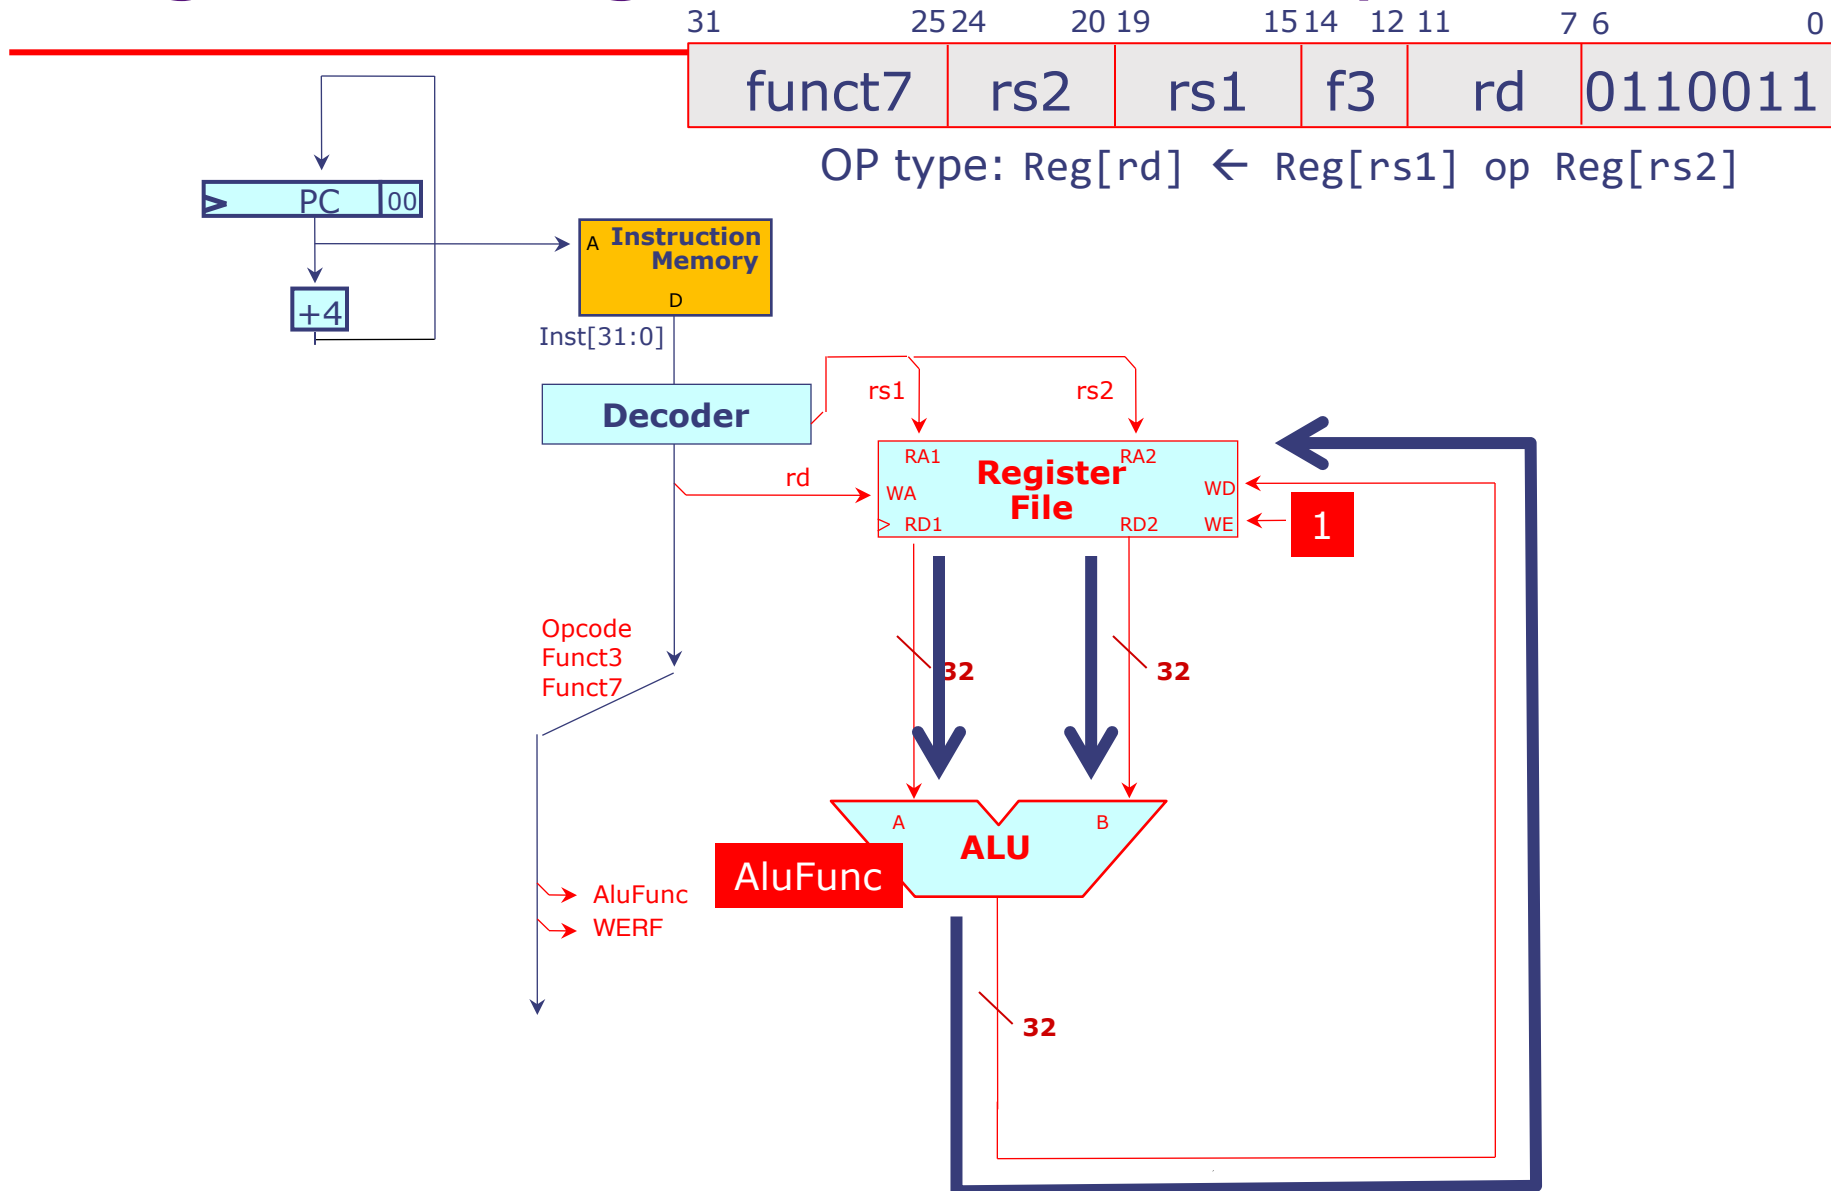 31 25 24 20 19 15 14 12 11 7 6 0
funct7 rs2 rs1 f3 rd 0110011
OP type: Reg[rd] ← Reg[rs1] op Reg[rs2]
PC 00
+4
A Instruction
Memory
D
Inst[31:0]
Decoder
rs1 rs2
rd
RA1 RA2
Register
File
WA WD
RD1 RD2 WE
1
Opcode
Funct3
Funct7
32 32
A B
ALU
AluFunc
AluFunc
WERF
32